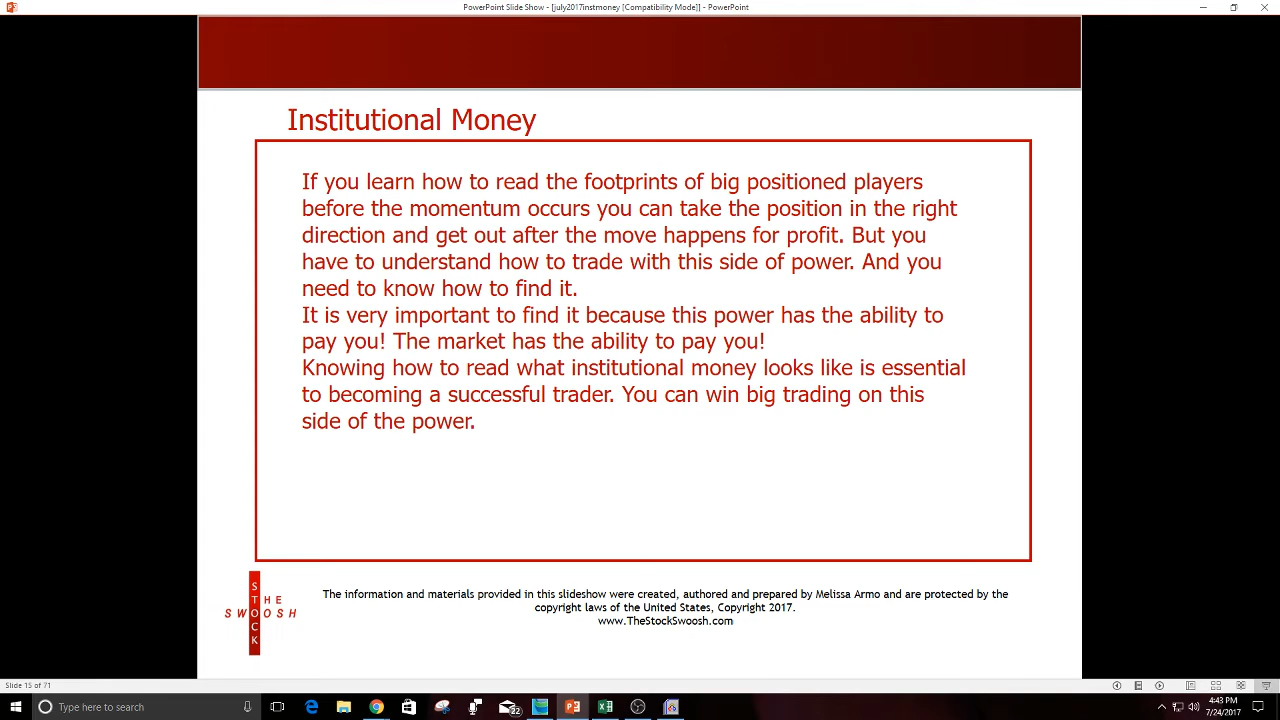 PowerPoint Slide Show - [july2017instmoney [Compatibility Mode]] - PowerPoint
Institutional Money
If you learn how to read the footprints of big positioned players
before the momentum occurs you can take the position in the right
direction and get out after the move happens for profit. But you
have to understand how to trade with this side of power. And you
need to know how to find it.
It is very important to find it because this power has the ability to
pay you! The market has the ability to pay you!
Knowing how to read what institutional money looks like is essential
to becoming a successful trader. You can win big trading on this
side of the power.
THE
STOCK
SWOOSH
The information and materials provided in this slideshow were created, authored and prepared by Melissa Armo and are protected by the
copyright laws of the United States, Copyright 2017.
www.TheStockSwoosh.com
Slide 15 of 71
Type here to search
22
4:43 PM
7/24/2017